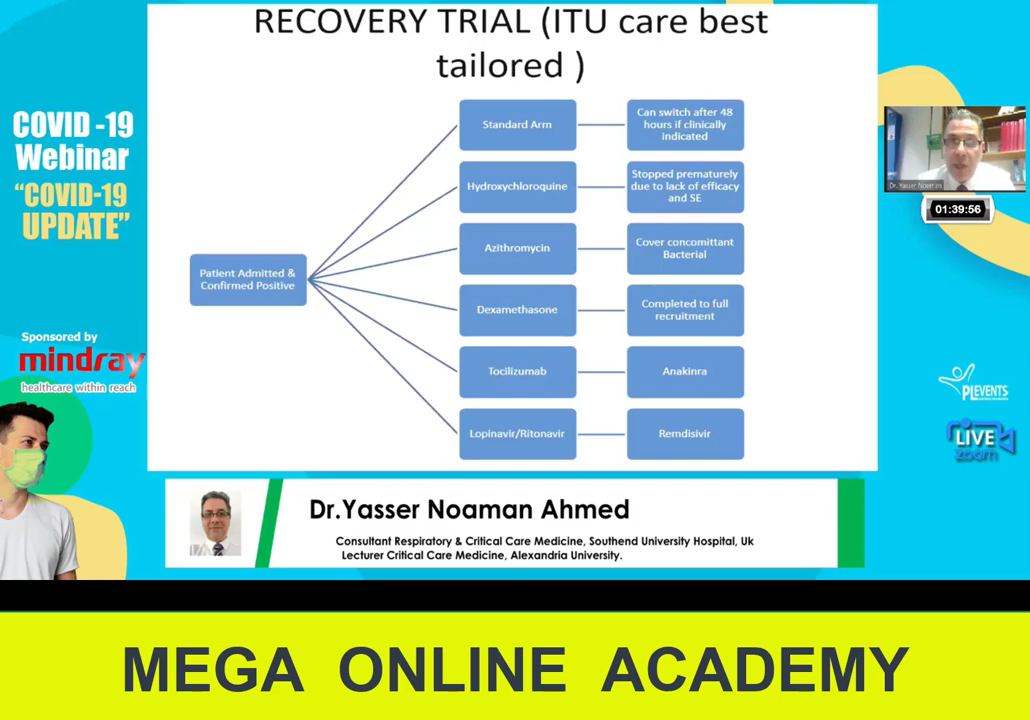 RECOVERY TRIAL (ITU care best
tailored )
COVID -19
Webinar
“COVID-19
UPDATE”
Patient Admitted &
Confirmed Positive
Standard Arm
Can switch after 48
hours if clinically
indicated
Hydroxychloroquine
Stopped prematurely
due to lack of efficacy
and SE
Azithromycin
Cover concomittant
Bacterial
Dexamethasone
Completed to full
recruitment
Tocilizumab
Anakinra
Lopinavir/Ritonavir
Remdisivir
Dr. Yasser Noaman
01:39:56
Sponsored by
mindray
healthcare within reach
PLEVENTS
LIVE
zoom
Dr.Yasser Noaman Ahmed
Consultant Respiratory & Critical Care Medicine, Southend University Hospital, Uk
Lecturer Critical Care Medicine, Alexandria University.
MEGA ONLINE ACADEMY